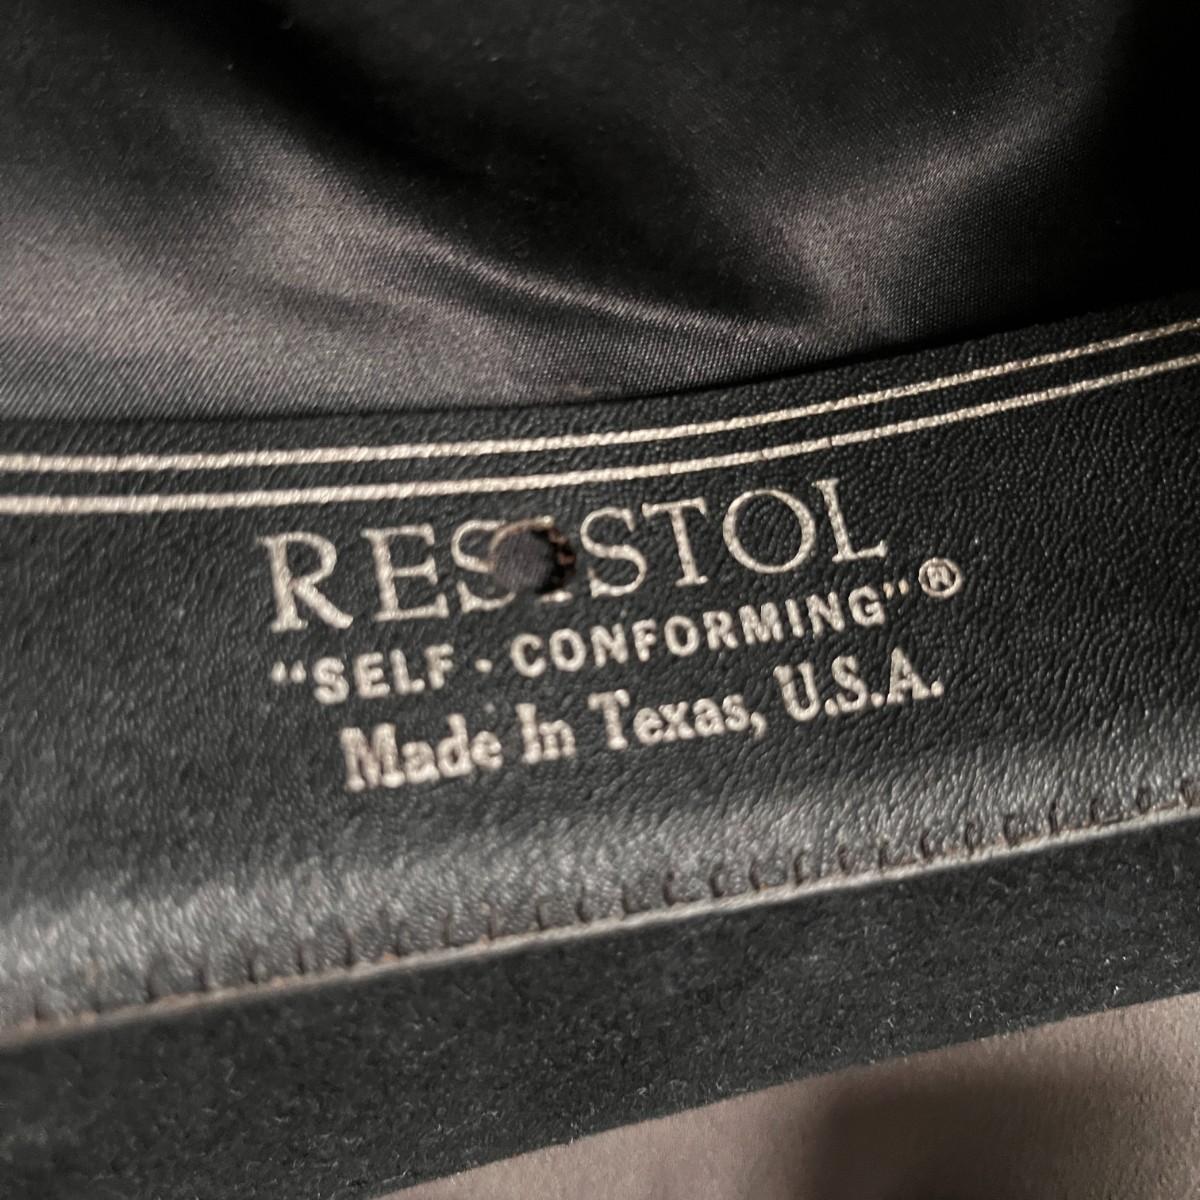 RESISTOL
"SELF-CONFORMING"®
Made In Texas, U.S.A.